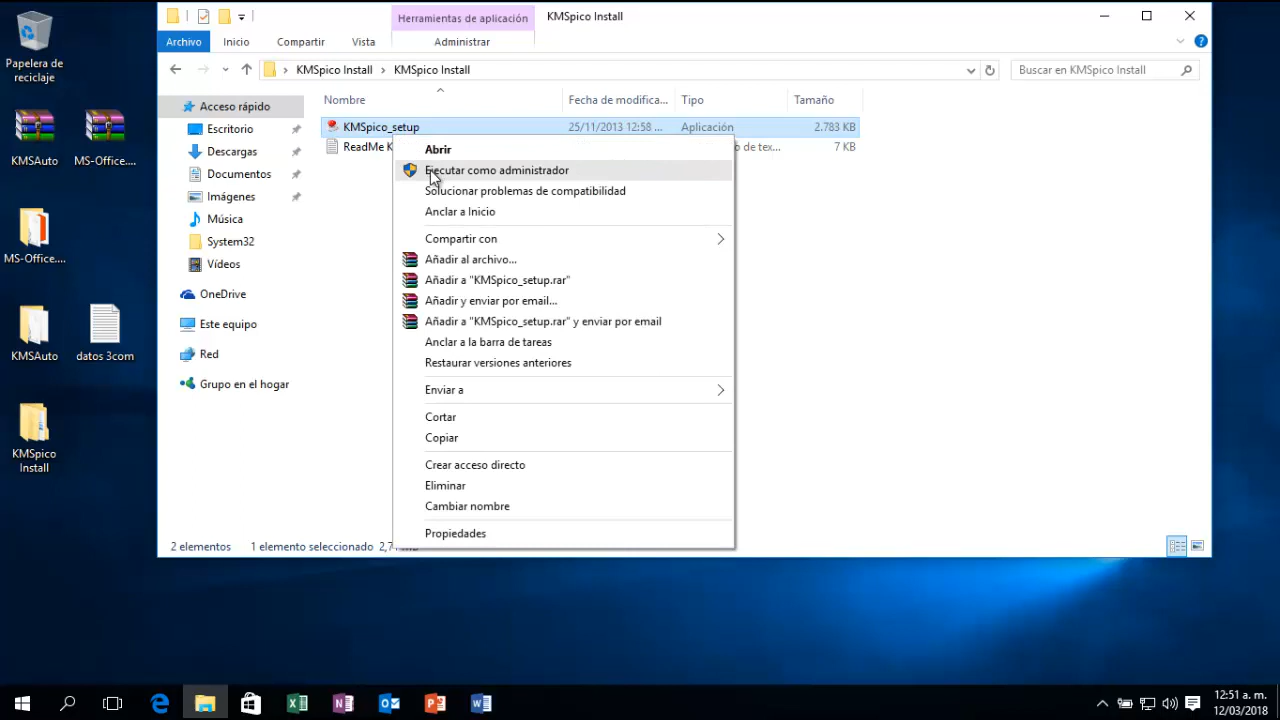 Papelera de
reciclaje
KMSAuto
MS-Office....
MS-Office....
KMSAuto
datos 3com
KMSpico
Install
Herramientas de aplicación
KMSpico Install
Archivo
Inicio
Compartir
Vista
Administrar
KMSpico Install
KMSpico Install
Buscar en KMSpico Install
Acceso rápido
Escritorio
Descargas
Documentos
Imágenes
Música
System32
Vídeos
OneDrive
Este equipo
Red
Grupo en el hogar
Nombre
Fecha de modifica...
Tipo
Tamaño
KMSpico_setup
25/11/2013 12:58 ...
Aplicación
2.783 KB
ReadMe K
o de tex...
7 KB
Abrir
Ejecutar como administrador
Solucionar problemas de compatibilidad
Anclar a Inicio
Compartir con
Añadir al archivo...
Añadir a "KMSpico_setup.rar"
Añadir y enviar por email...
Añadir a "KMSpico_setup.rar" y enviar por email
Anclar a la barra de tareas
Restaurar versiones anteriores
Enviar a
Cortar
Copiar
Crear acceso directo
Eliminar
Cambiar nombre
Propiedades
2 elementos
1 elemento seleccionado
12:51 a. m.
12/03/2018